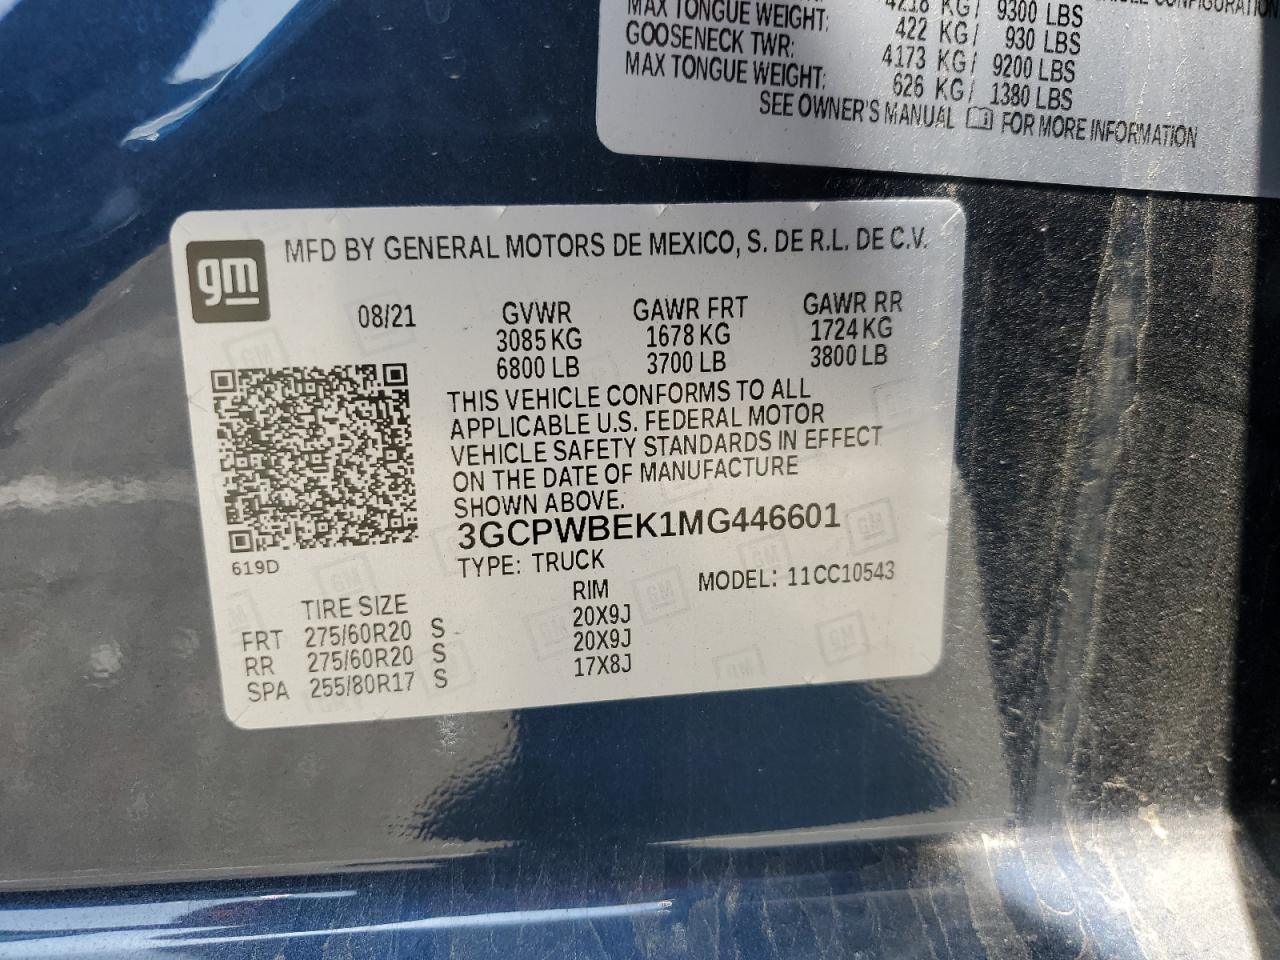 4218 KG/ 9300 LBS
MAX TONGUE WEIGHT: 422 KG/ 930 LBS
GOOSENECK TWR: 4173 KG/ 9200 LBS
MAX TONGUE WEIGHT: 626 KG/ 1380 LBS
SEE OWNER'S MANUAL FOR MORE INFORMATION
gm
MFD BY GENERAL MOTORS DE MEXICO, S. DE R.L. DE C.V.
08/21 GVWR GAWR FRT GAWR RR
3085 KG 1678 KG 1724 KG
6800 LB 3700 LB 3800 LB
THIS VEHICLE CONFORMS TO ALL
APPLICABLE U.S. FEDERAL MOTOR
VEHICLE SAFETY STANDARDS IN EFFECT
ON THE DATE OF MANUFACTURE
SHOWN ABOVE.
3GCPWBEK1MG446601
619D
TYPE: TRUCK
MODEL: 11CC10543
TIRE SIZE RIM
FRT 275/60R20 S 20X9J
RR 275/60R20 S 20X9J
SPA 255/80R17 S 17X8J